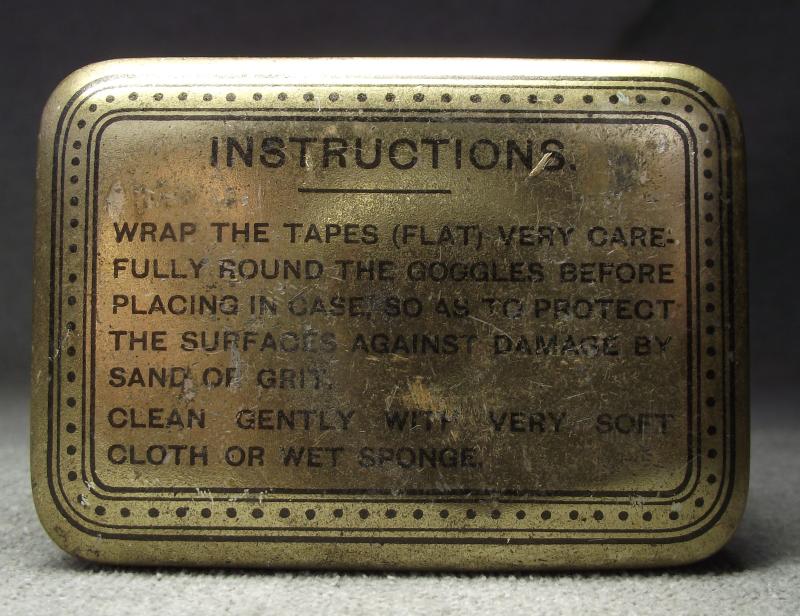 INSTRUCTIONS.
WRAP THE TAPES (FLAT) VERY CARE-
FULLY ROUND THE GOGGLES BEFORE
PLACING IN CASE, SO AS TO PROTECT
THE SURFACES AGAINST DAMAGE BY
SAND OR GRIT.
CLEAN GENTLY WITH VERY SOFT
CLOTH OR WET SPONGE.